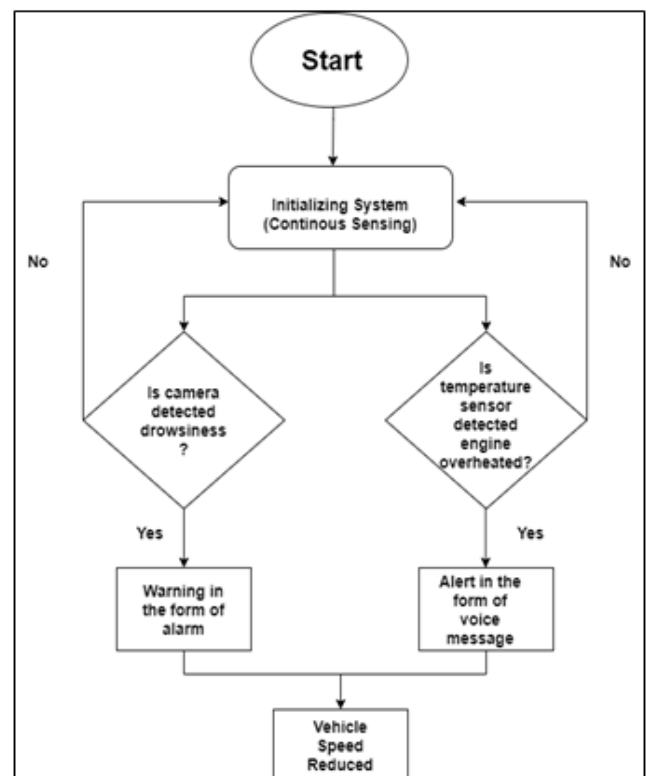 Start
Initializing System
(Continous Sensing)
No
No
Is camera
detected
drowsiness
?
Is
temperature
sensor
detected
engine
overheated?
Yes
Yes
Warning in
the form of
alarm
Alert in the
form of
voice
message
Vehicle
Speed
Reduced